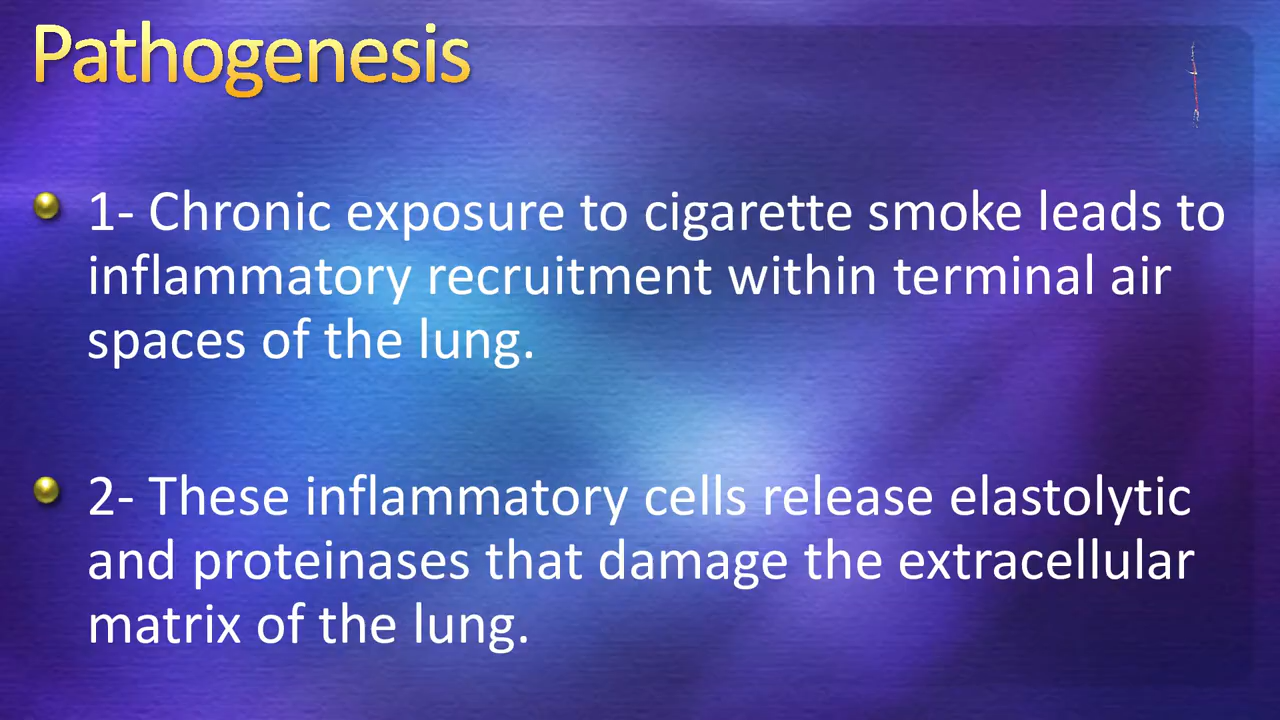 Pathogenesis
1- Chronic exposure to cigarette smoke leads to
inflammatory recruitment within terminal air
spaces of the lung.
2- These inflammatory cells release elastolytic
and proteinases that damage the extracellular
matrix of the lung.